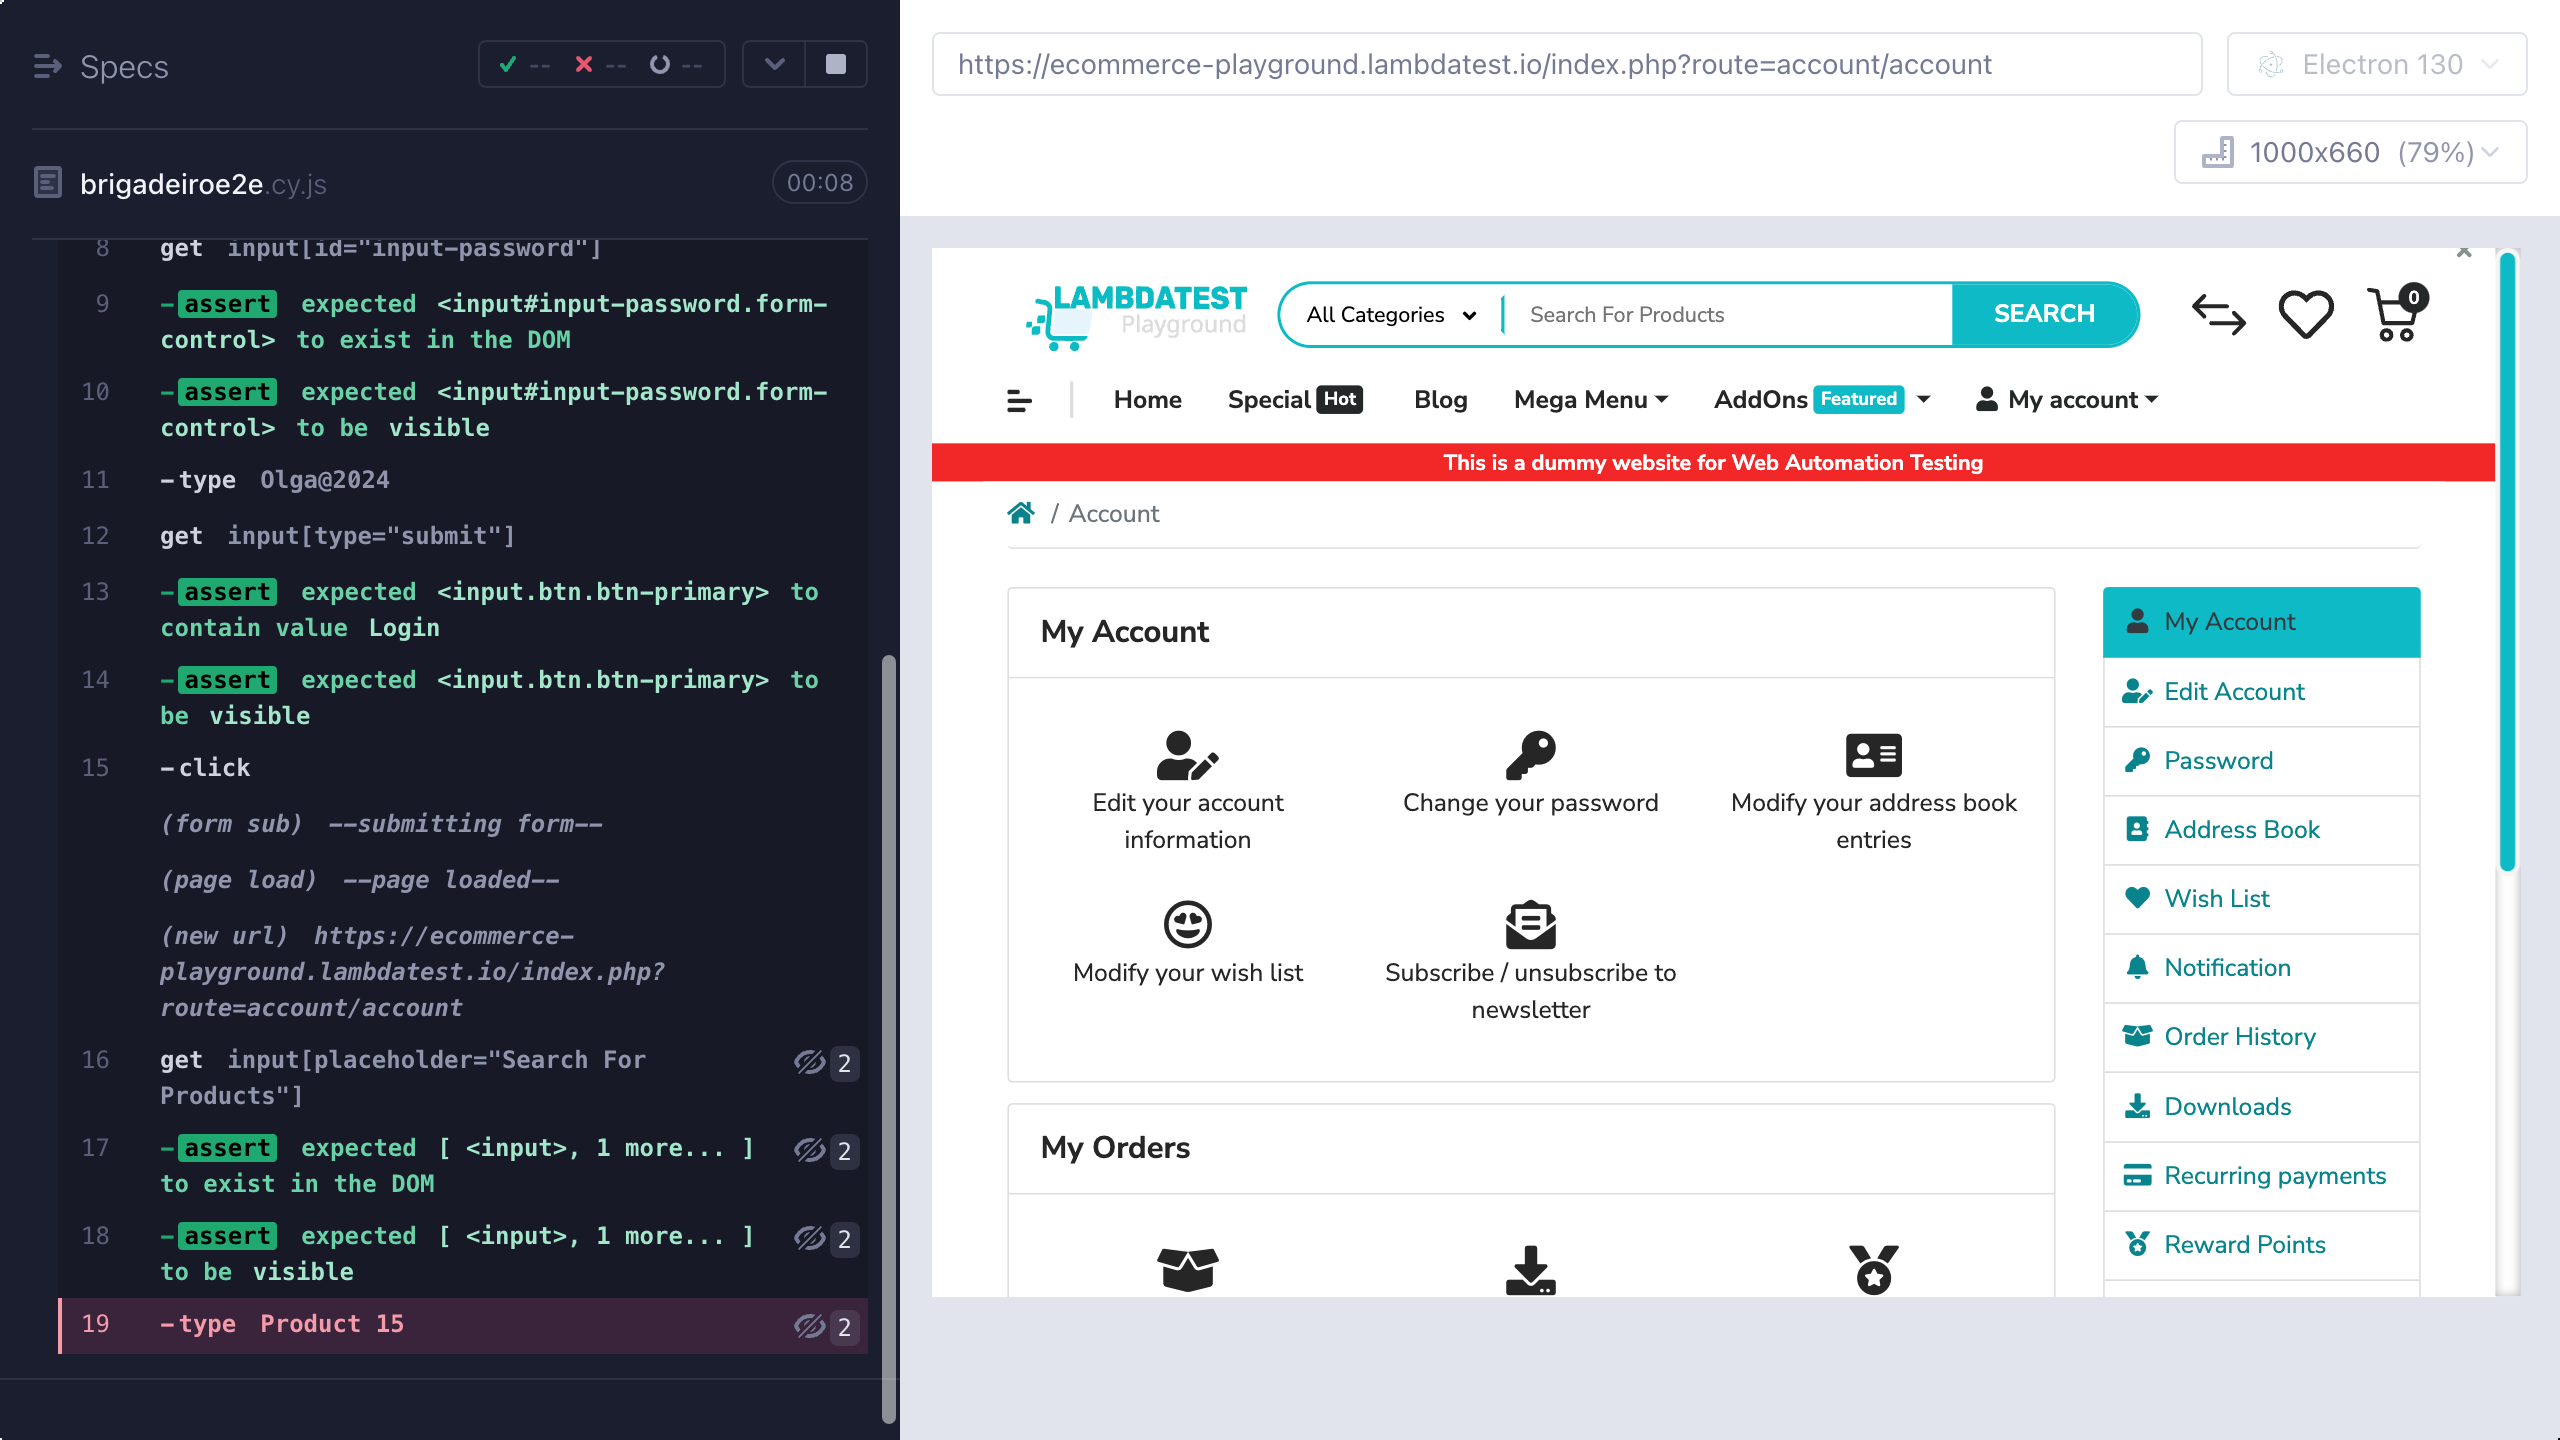 Specs
-- -- --
brigadeiroe2e.cy.js
00:08
8 get input[id="input-password"]
9 -assert expected <input#input-password.form-
control> to exist in the DOM
10 -assert expected <input#input-password.form-
control> to be visible
11 -type Olga@2024
12 get input[type="submit"]
13 -assert expected <input.btn.btn-primary> to
contain value Login
14 -assert expected <input.btn.btn-primary> to
be visible
15 -click
(form sub) --submitting form--
(page load) --page loaded--
(new url) https://ecommerce-
playground.lambdatest.io/index.php?
route=account/account
16 get input[placeholder="Search For
Products"] 2
17 -assert expected [ <input>, 1 more... ]
to exist in the DOM 2
18 -assert expected [ <input>, 1 more... ]
to be visible 2
19 -type Product 15 2
https://ecommerce-playground.lambdatest.io/index.php?route=account/account
Electron 130
1000x660 (79%)
LAMBDATEST
Playground
All Categories
Search For Products
SEARCH
0
Home
Special Hot
Blog
Mega Menu
AddOns Featured
My account
This is a dummy website for Web Automation Testing
/ Account
My Account
Edit your account
information
Change your password
Modify your address book
entries
Modify your wish list
Subscribe / unsubscribe to
newsletter
My Orders
My Account
Edit Account
Password
Address Book
Wish List
Notification
Order History
Downloads
Recurring payments
Reward Points